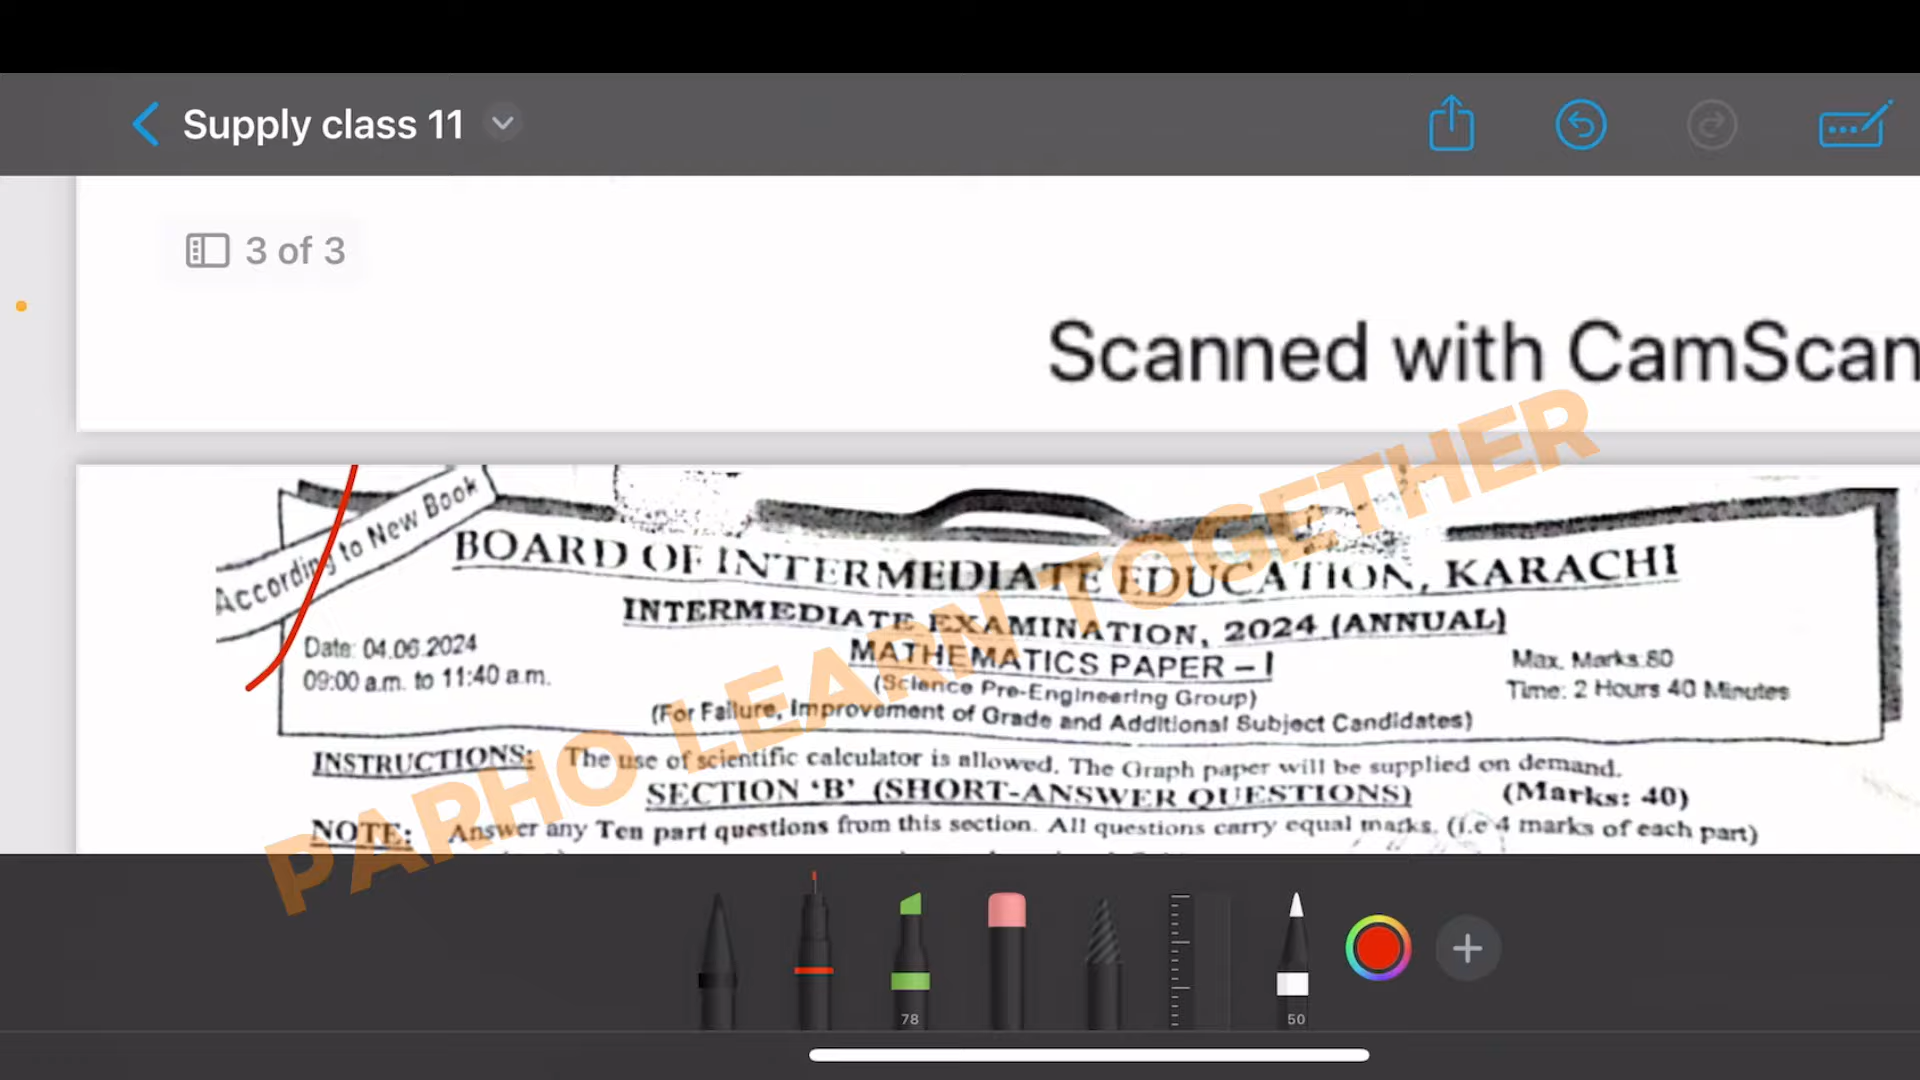 Supply class 11
3 of 3
Scanned with CamScan
According to New Book
BOARD OF INTERMEDIATE EDUCATION, KARACHI
INTERMEDIATE EXAMINATION, 2024 (ANNUAL)
Date: 04.06.2024
MATHEMATICS PAPER – I
Max. Marks:80
09:00 a.m. to 11:40 a.m.
(Science Pre-Engineering Group)
Time: 2 Hours 40 Minutes
(For Failure, Improvement of Grade and Additional Subject Candidates)
INSTRUCTIONS: The use of scientific calculator is allowed. The Graph paper will be supplied on demand.
SECTION ‘B’ (SHORT-ANSWER QUESTIONS) (Marks: 40)
NOTE: Answer any Ten part questions from this section. All questions carry equal marks. (i.e 4 marks of each part)
PARHO LEARN TOGETHER
78
50